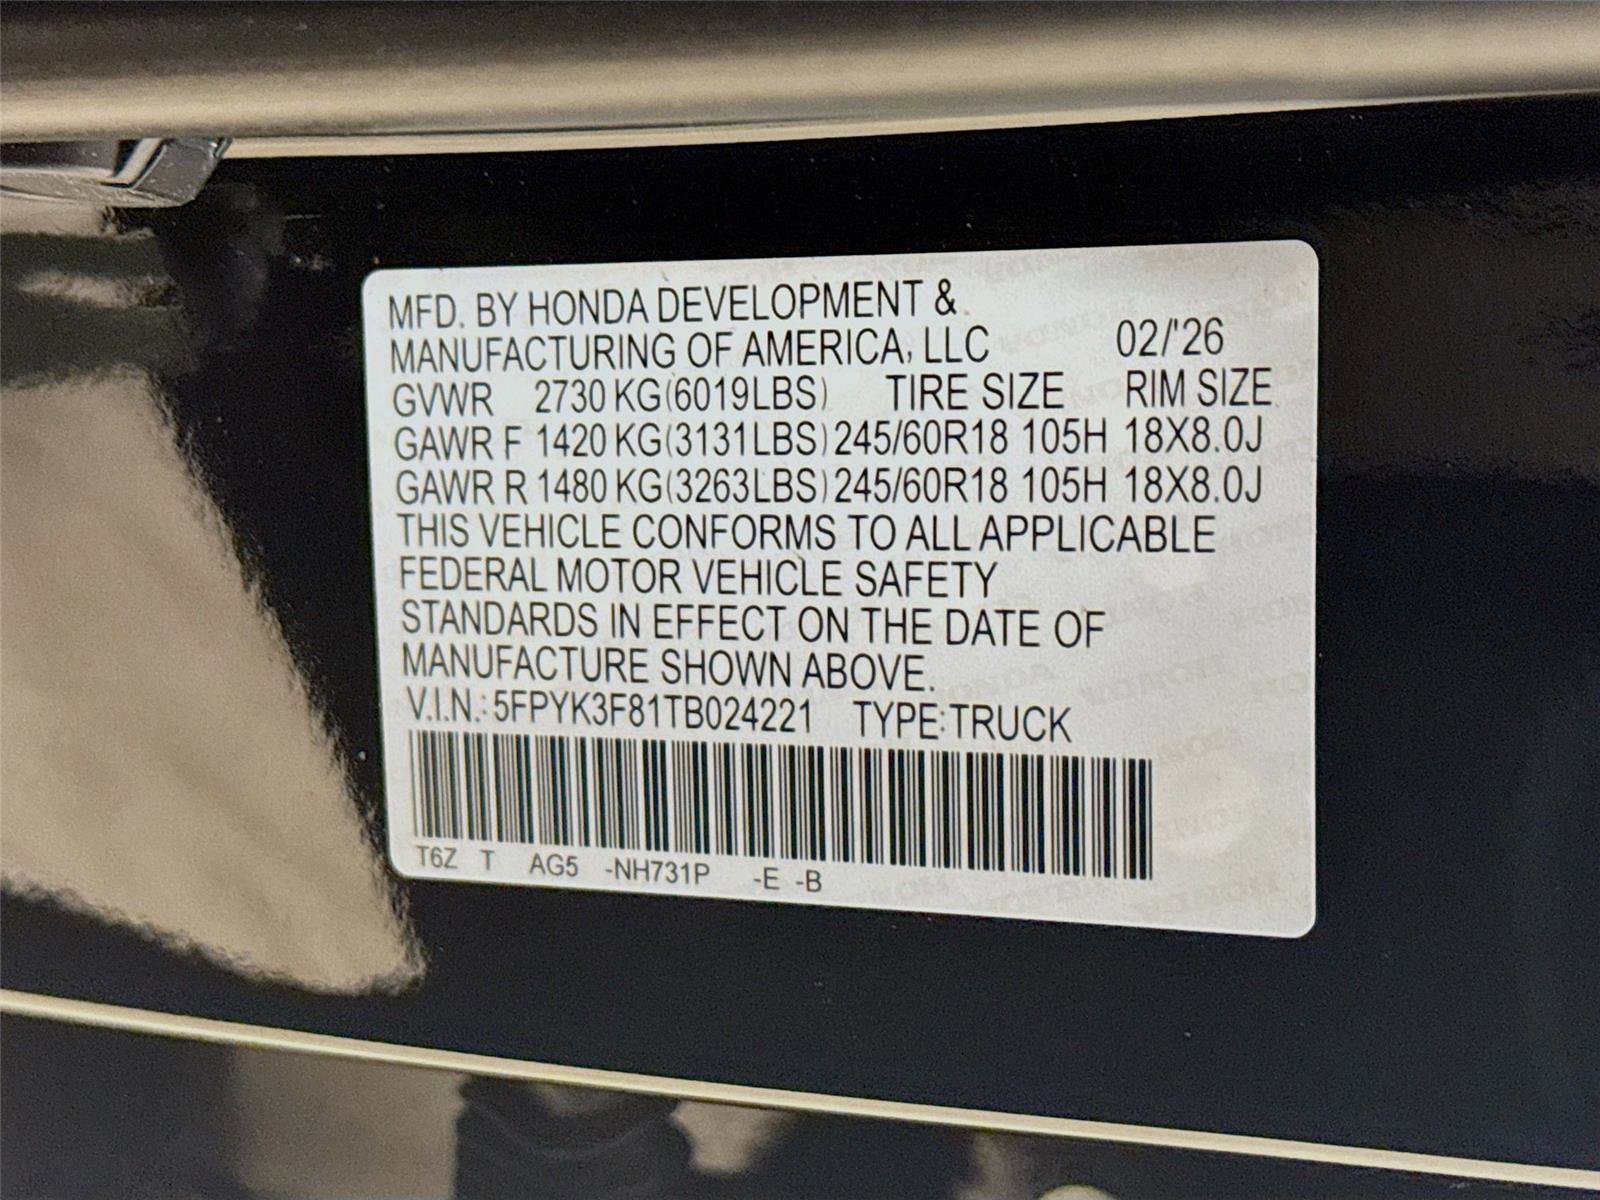 MFD. BY HONDA DEVELOPMENT &
MANUFACTURING OF AMERICA, LLC 02/'26
GVWR 2730 KG(6019LBS) TIRE SIZE RIM SIZE
GAWR F 1420 KG(3131LBS) 245/60R18 105H 18X8.0J
GAWR R 1480 KG(3263LBS) 245/60R18 105H 18X8.0J
THIS VEHICLE CONFORMS TO ALL APPLICABLE
FEDERAL MOTOR VEHICLE SAFETY
STANDARDS IN EFFECT ON THE DATE OF
MANUFACTURE SHOWN ABOVE.
V.I.N.: 5FPYK3F81TB024221 TYPE:TRUCK
T6Z T AG5 -NH731P -E -B